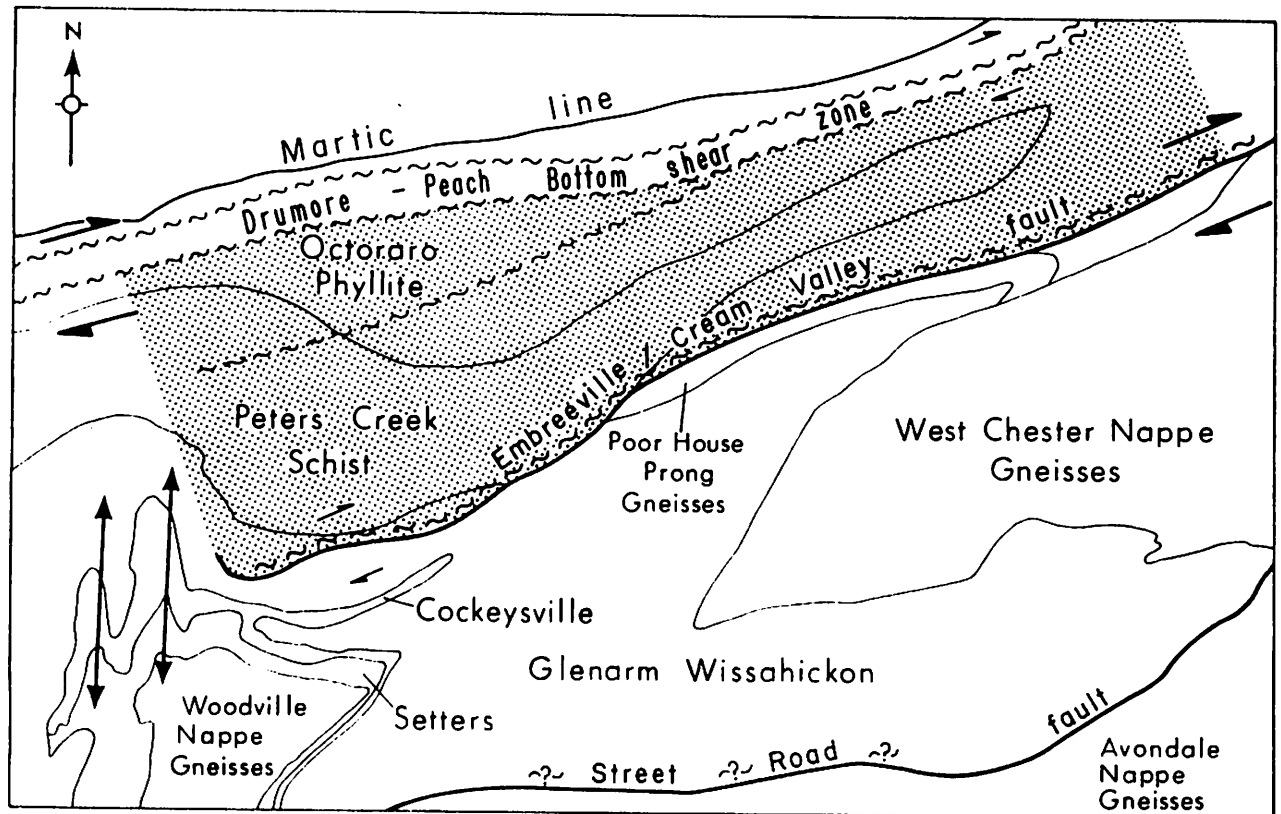 N
Martic line
Drumore - Peach Bottom shear zone
Octoraro
Phyllite
Peters Creek
Schist
Embreeville
Cream Valley fault
Poor House
Prong
Gneisses
West Chester Nappe
Gneisses
Cockeysville
Glenarm Wissahickon
Setters
Woodville
Nappe
Gneisses
~?~ Street ~?~ Road ~?~ fault
Avondale
Nappe
Gneisses